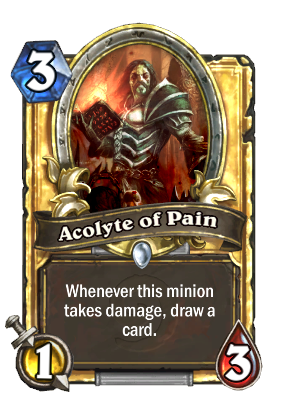 3
Acolyte of Pain
Whenever this minion
takes damage, draw a
card.
1
3